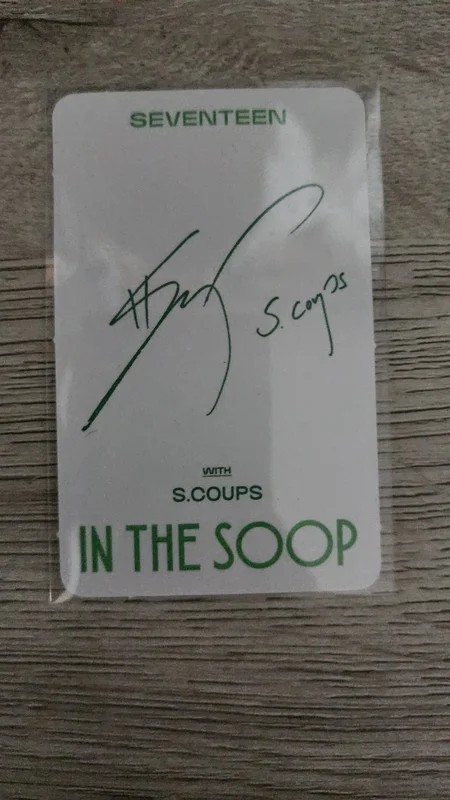 SEVENTEEN
S.coups
WITH
S.COUPS
IN THE SOOP